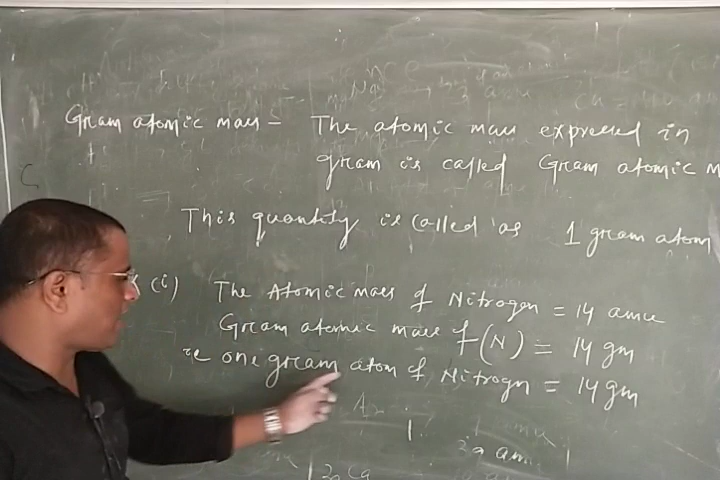 Gram atomic mass - The atomic mass expressed in
gram is called Gram atomic m
This quantity is called as 1 gram atom
(i) The Atomic mass of Nitrogen = 14 amu
Gram atomic mass of (N) = 14 gm
ie one gram atom of Nitrogn = 14 gm